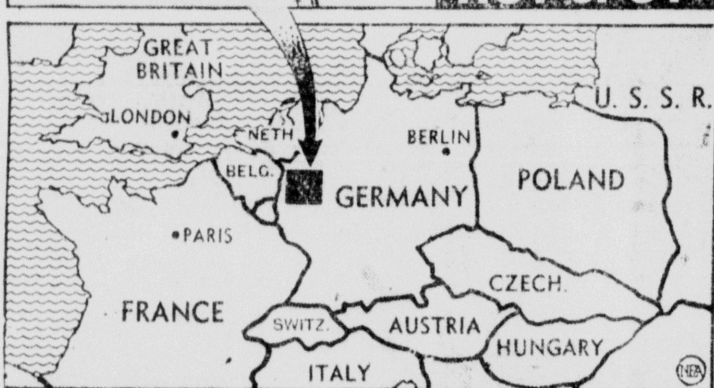 GREAT
BRITAIN
U. S. S. R.
LONDON
NETH
BERLIN
BELG.
GERMANY
POLAND
PARIS
CZECH.
FRANCE
SWITZ.
AUSTRIA
HUNGARY
ITALY
NEA